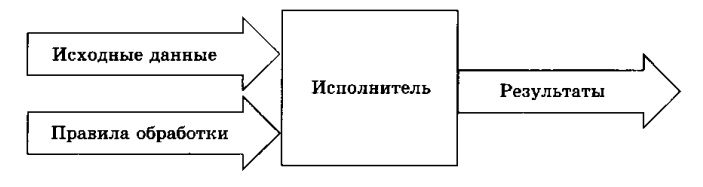 Исходные данные
Правила обработки
Исполнитель
Результаты